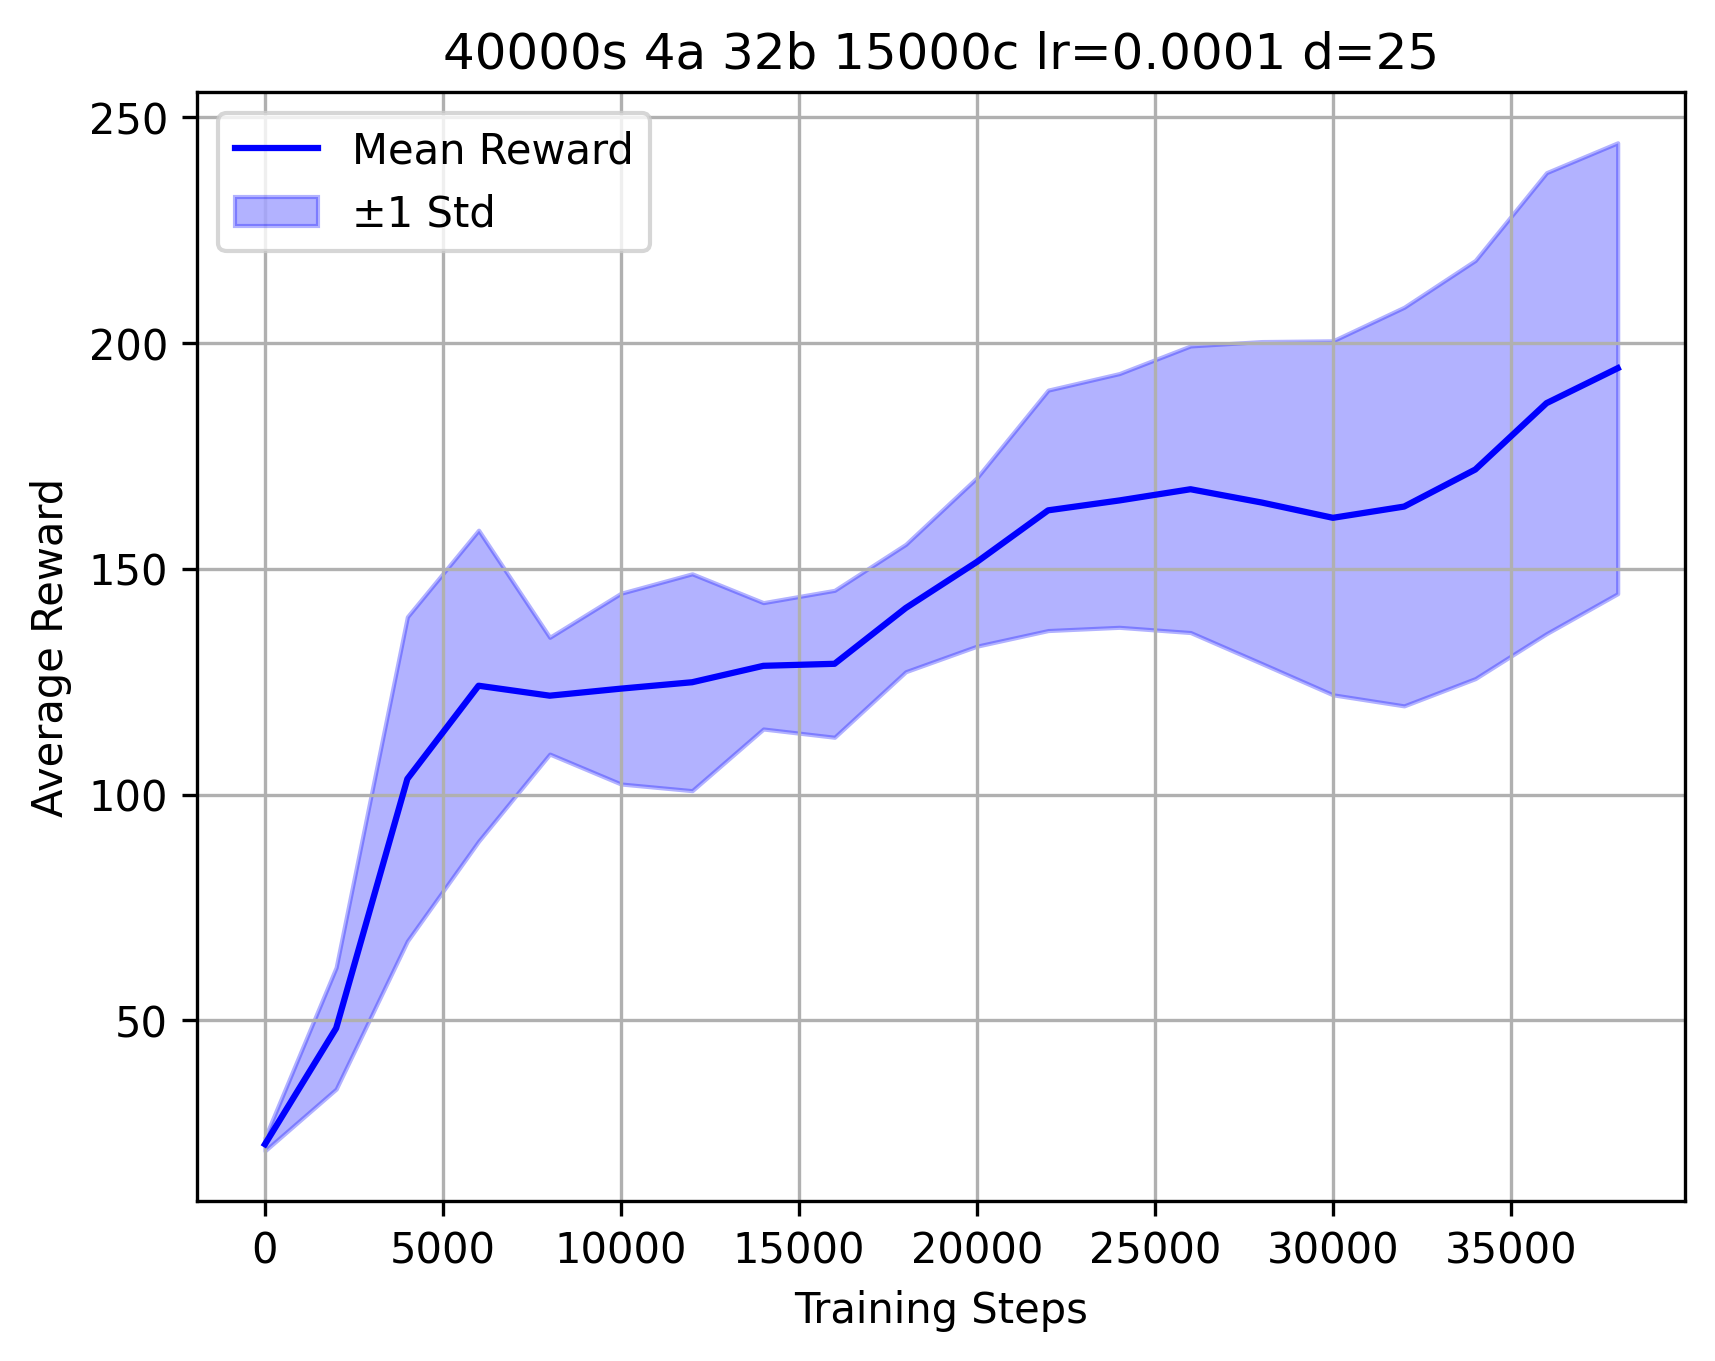 40000s 4a 32b 15000c lr=0.0001 d=25
Mean Reward
±1 Std
250
200
150
100
50
Average Reward
0 5000 10000 15000 20000 25000 30000 35000
Training Steps